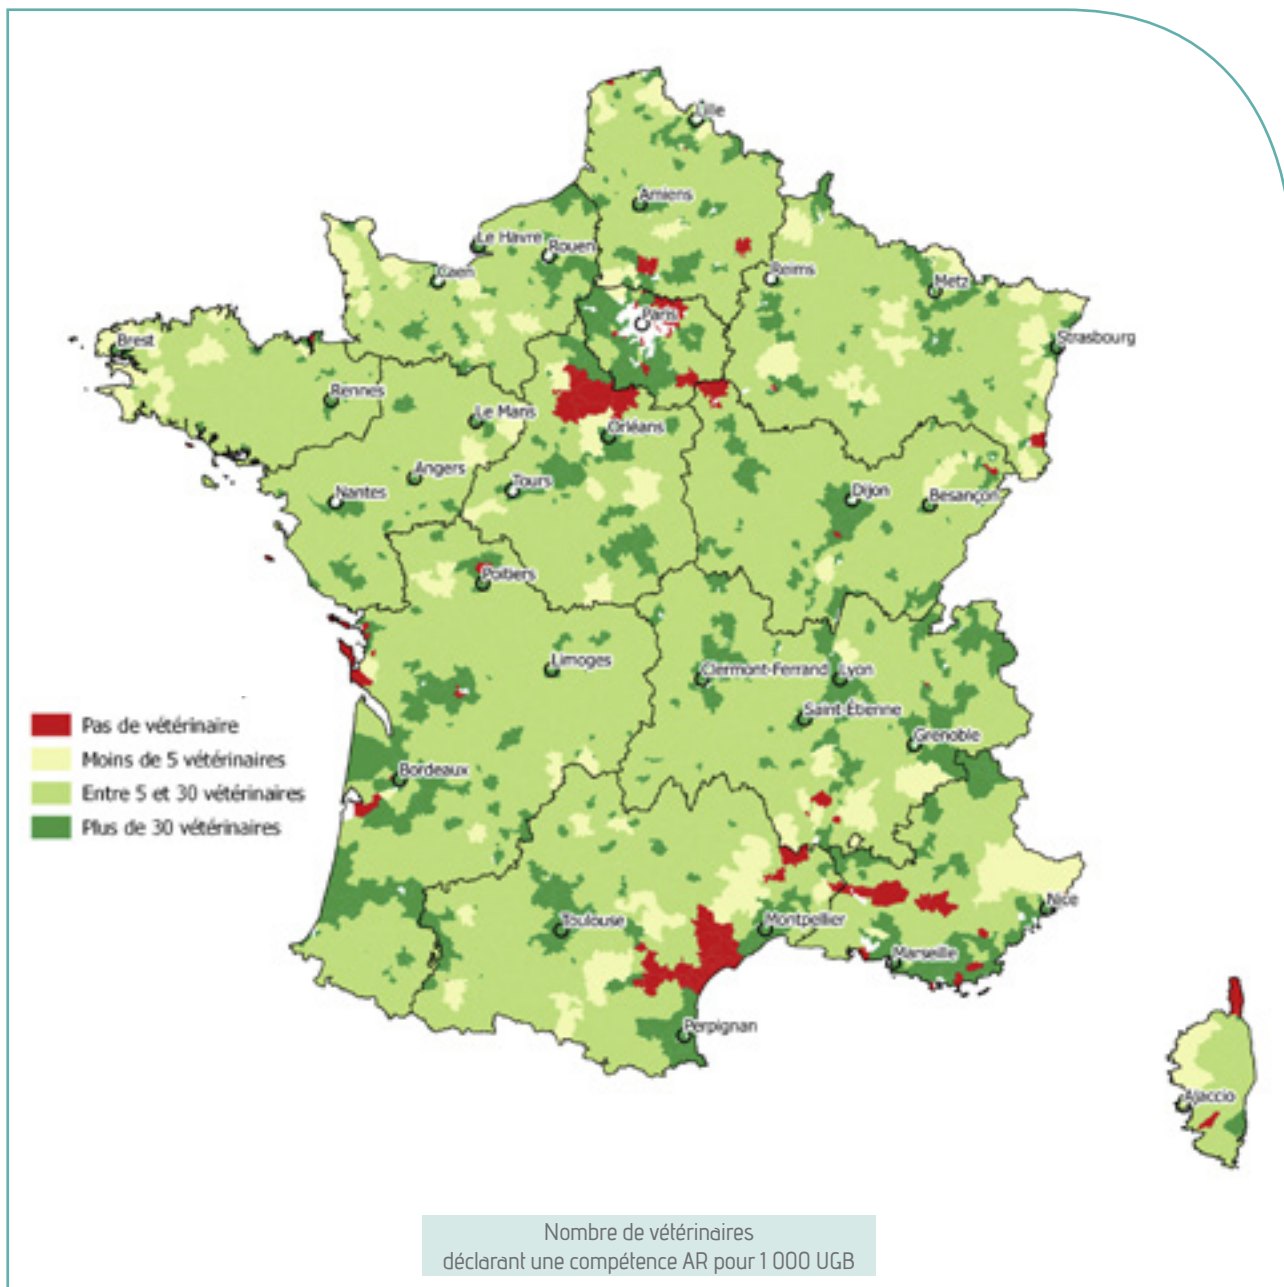 Lille
Amiens
Le Havre
Rouen
Caen
Reims
Metz
Paris
Strasbourg
Brest
Rennes
Le Mans
Orléans
Angers
Tours
Nantes
Dijon
Besançon
Poitiers
Limoges
Clermont-Ferrand
Lyon
Saint-Étienne
Grenoble
Bordeaux
Pas de vétérinaire
Moins de 5 vétérinaires
Entre 5 et 30 vétérinaires
Plus de 30 vétérinaires
Toulouse
Montpellier
Nice
Marseille
Perpignan
Ajaccio
Nombre de vétérinaires
déclarant une compétence AR pour 1 000 UGB